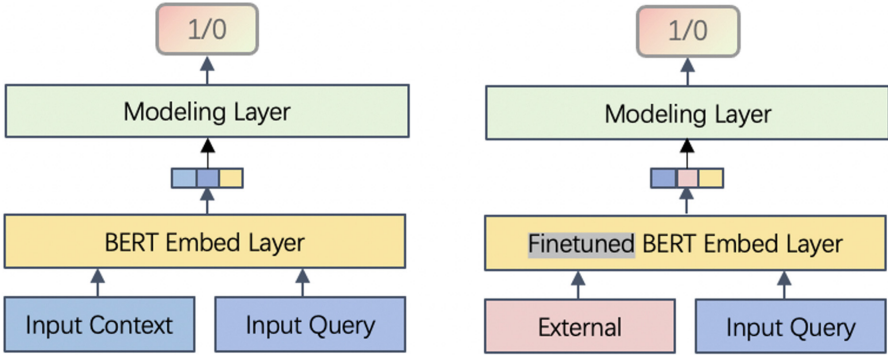 1/0
Modeling Layer
BERT Embed Layer
Input Context
Input Query
1/0
Modeling Layer
Finetuned BERT Embed Layer
External
Input Query